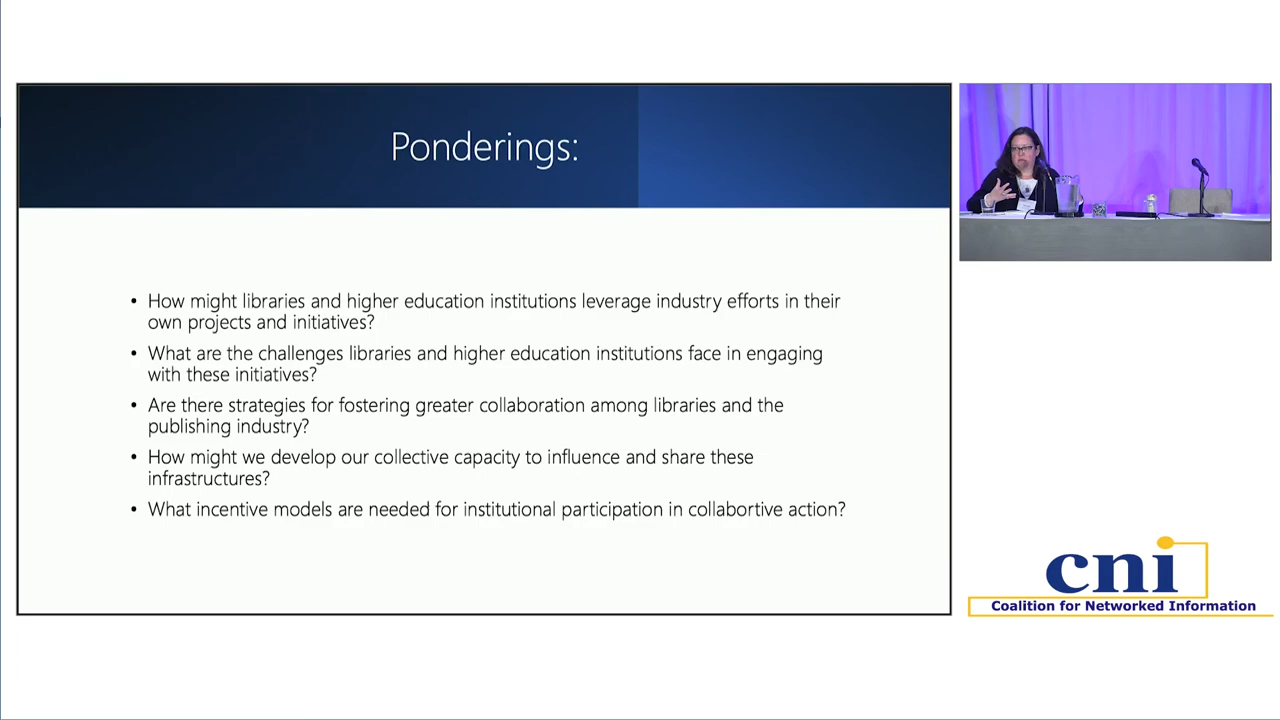 Ponderings:
• How might libraries and higher education institutions leverage industry efforts in their
own projects and initiatives?
• What are the challenges libraries and higher education institutions face in engaging
with these initiatives?
• Are there strategies for fostering greater collaboration among libraries and the
publishing industry?
• How might we develop our collective capacity to influence and share these
infrastructures?
• What incentive models are needed for institutional participation in collabortive action?
cni
Coalition for Networked Information